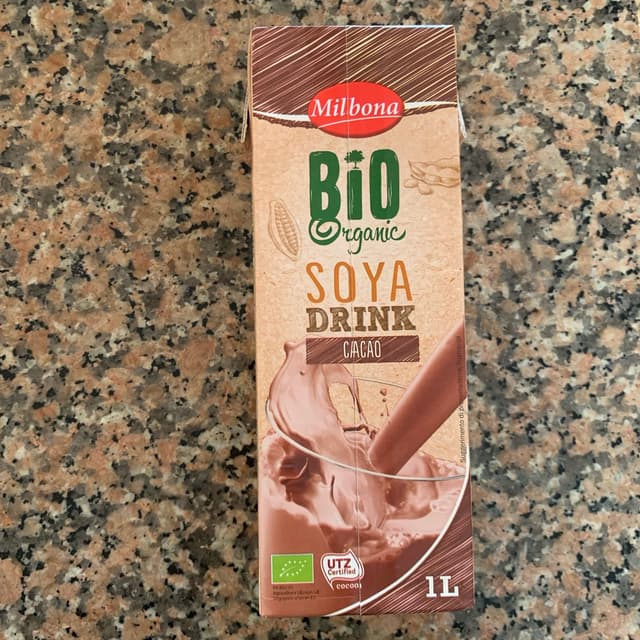 Milbona
BiO
Organic
SOYA
DRINK
CACAO
UTZ
Certified
cocoa
1L